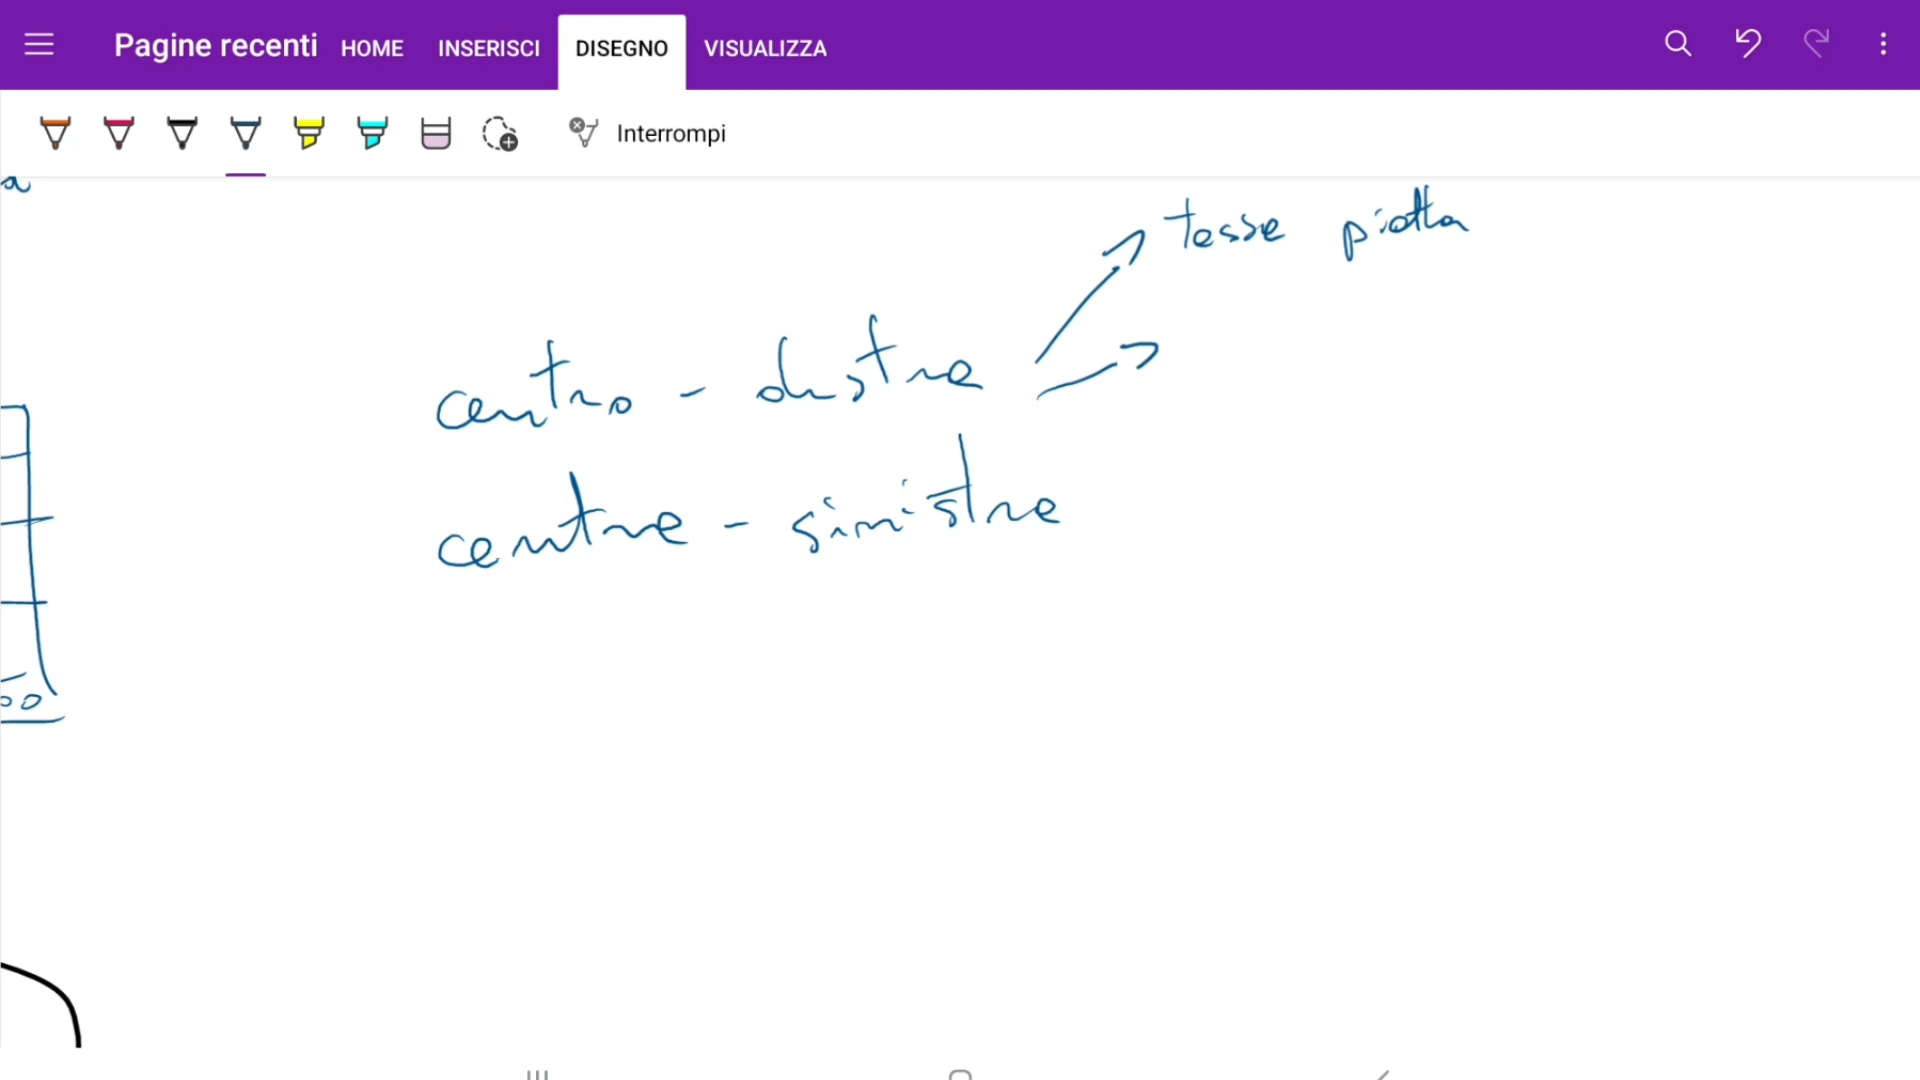 Pagine recenti HOME INSERISCI DISEGNO VISUALIZZA
Interrompi
a
tasse piatta
centro - destra
centro - sinistra